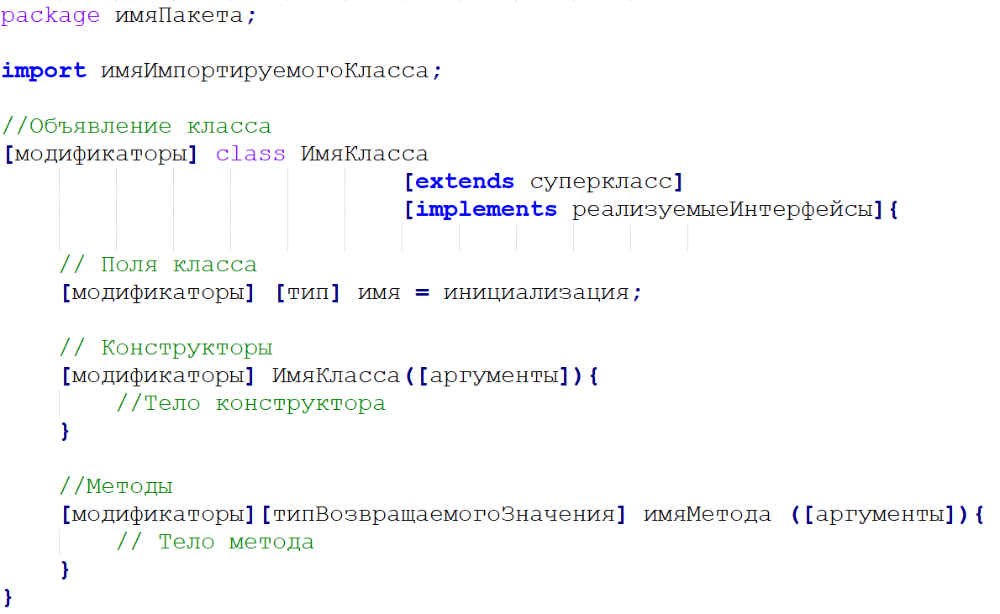 package имяПакета;
import имяИмпортируемогоКласса;
//Объявление класса
[модификаторы] class ИмяКласса
[extends суперкласс]
[implements реализуемыеИнтерфейсы]{
// Поля класса
[модификаторы] [тип] имя = инициализация;
// Конструкторы
[модификаторы] ИмяКласса([аргументы]){
//Тело конструктора
}
//Методы
[модификаторы][типВозвращаемогоЗначения] имяМетода ([аргументы]){
// Тело метода
}
}